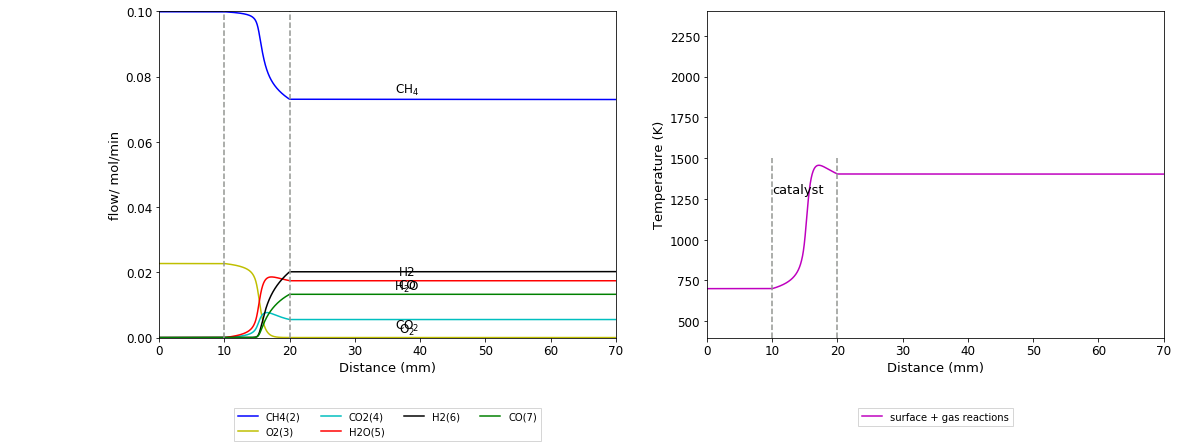 0.10
0.08
0.06
0.04
0.02
0.00
flow/ mol/min
CH4
H2
CO
H2O
CO2
O2
0 10 20 30 40 50 60 70
Distance (mm)
CH4(2) CO2(4) H2(6) CO(7)
O2(3) H2O(5)
2250
2000
1750
1500
1250
1000
750
500
Temperature (K)
catalyst
0 10 20 30 40 50 60 70
Distance (mm)
surface + gas reactions